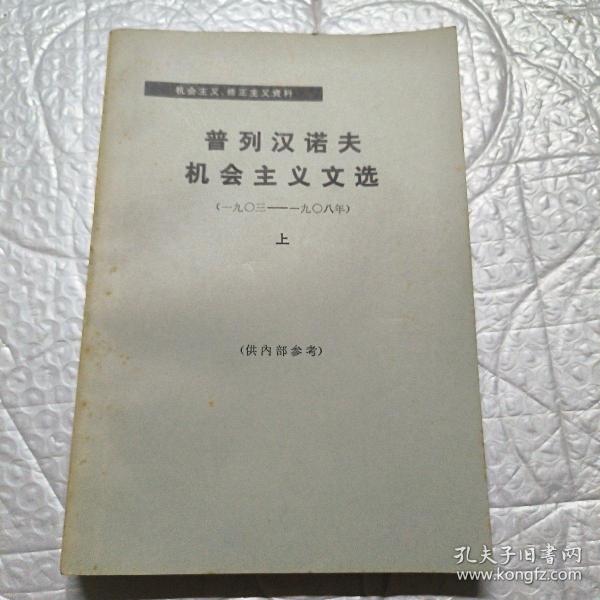 机会主义、修正主义資料
普列汉诺夫
机会主义文选
(一九〇三——一九〇八年)
上
(供內部参考)
孔夫子旧书网
www.kongfz.com